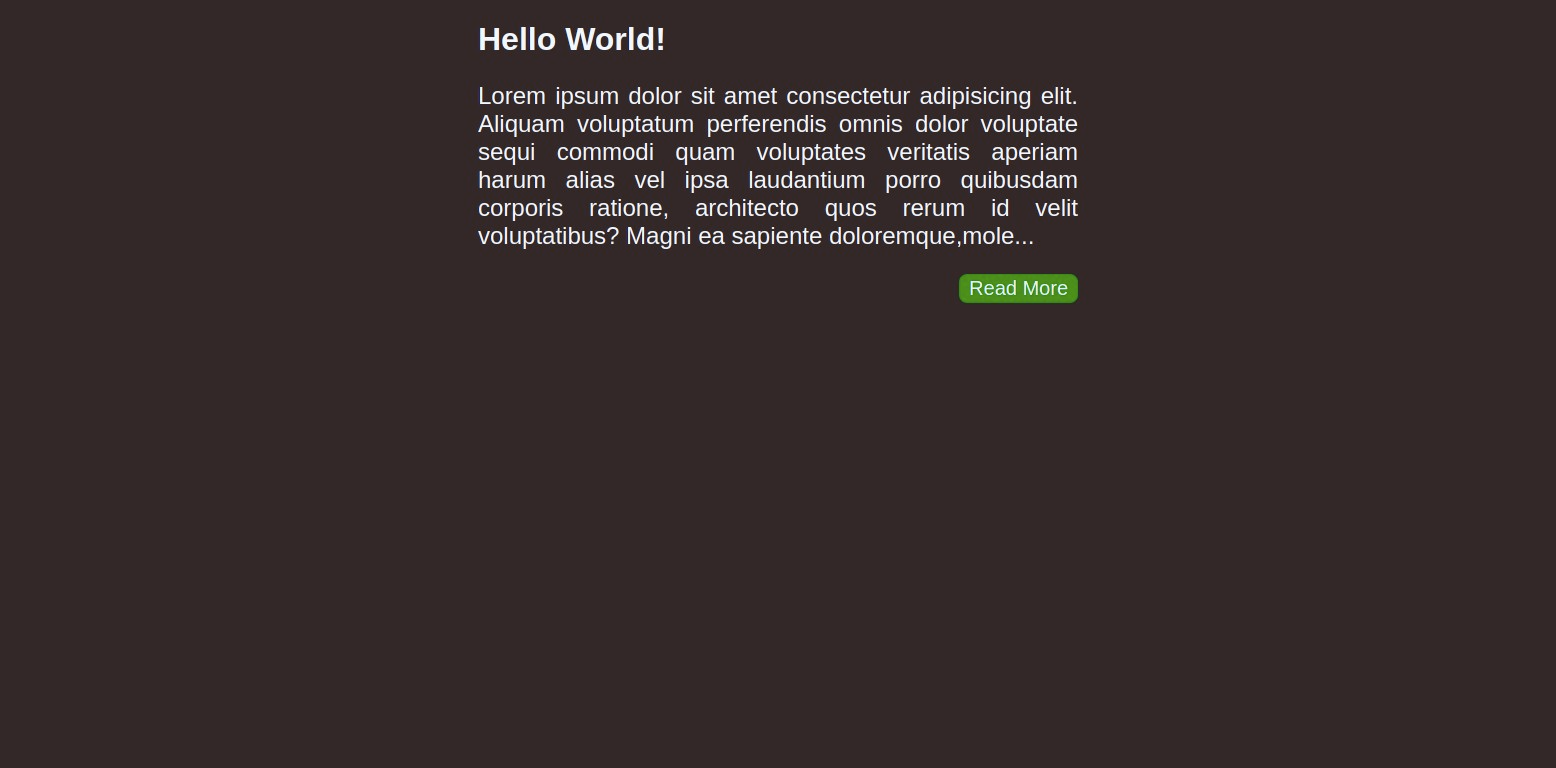 Hello World!
Lorem ipsum dolor sit amet consectetur adipisicing elit.
Aliquam voluptatum perferendis omnis dolor voluptate
sequi commodi quam voluptates veritatis aperiam
harum alias vel ipsa laudantium porro quibusdam
corporis ratione, architecto quos rerum id velit
voluptatibus? Magni ea sapiente doloremque,mole...
Read More